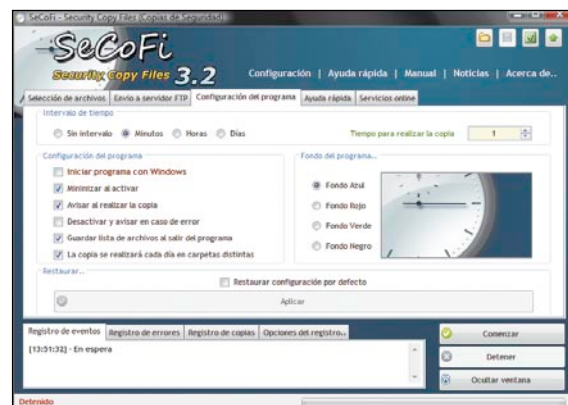 SeCoFi - Security Copy Files (Copias de Seguridad)
SeCoFi
Security Copy Files 3.2
Configuración | Ayuda rápida | Manual | Noticias | Acerca de..
Selección de archivos Envío a servidor FTP Configuración del programa Ayuda rápida Servicios online
Intervalo de tiempo
Sin intervalo Minutos Horas Días Tiempo para realizar la copia 1
Configuración del programa
Iniciar programa con Windows
Minimizar al activar
Avisar al realizar la copia
Desactivar y avisar en caso de error
Guardar lista de archivos al salir del programa
La copia se realizará cada día en carpetas distintas
Fondo del programa..
Fondo Azul
Fondo Rojo
Fondo Verde
Fondo Negro
Restaurar..
Restaurar configuración por defecto
Aplicar
Registro de eventos Registro de errores Registro de copias Opciones del registro..
[13:51:32] - En espera
Comenzar
Detener
Ocultar ventana
Detenido